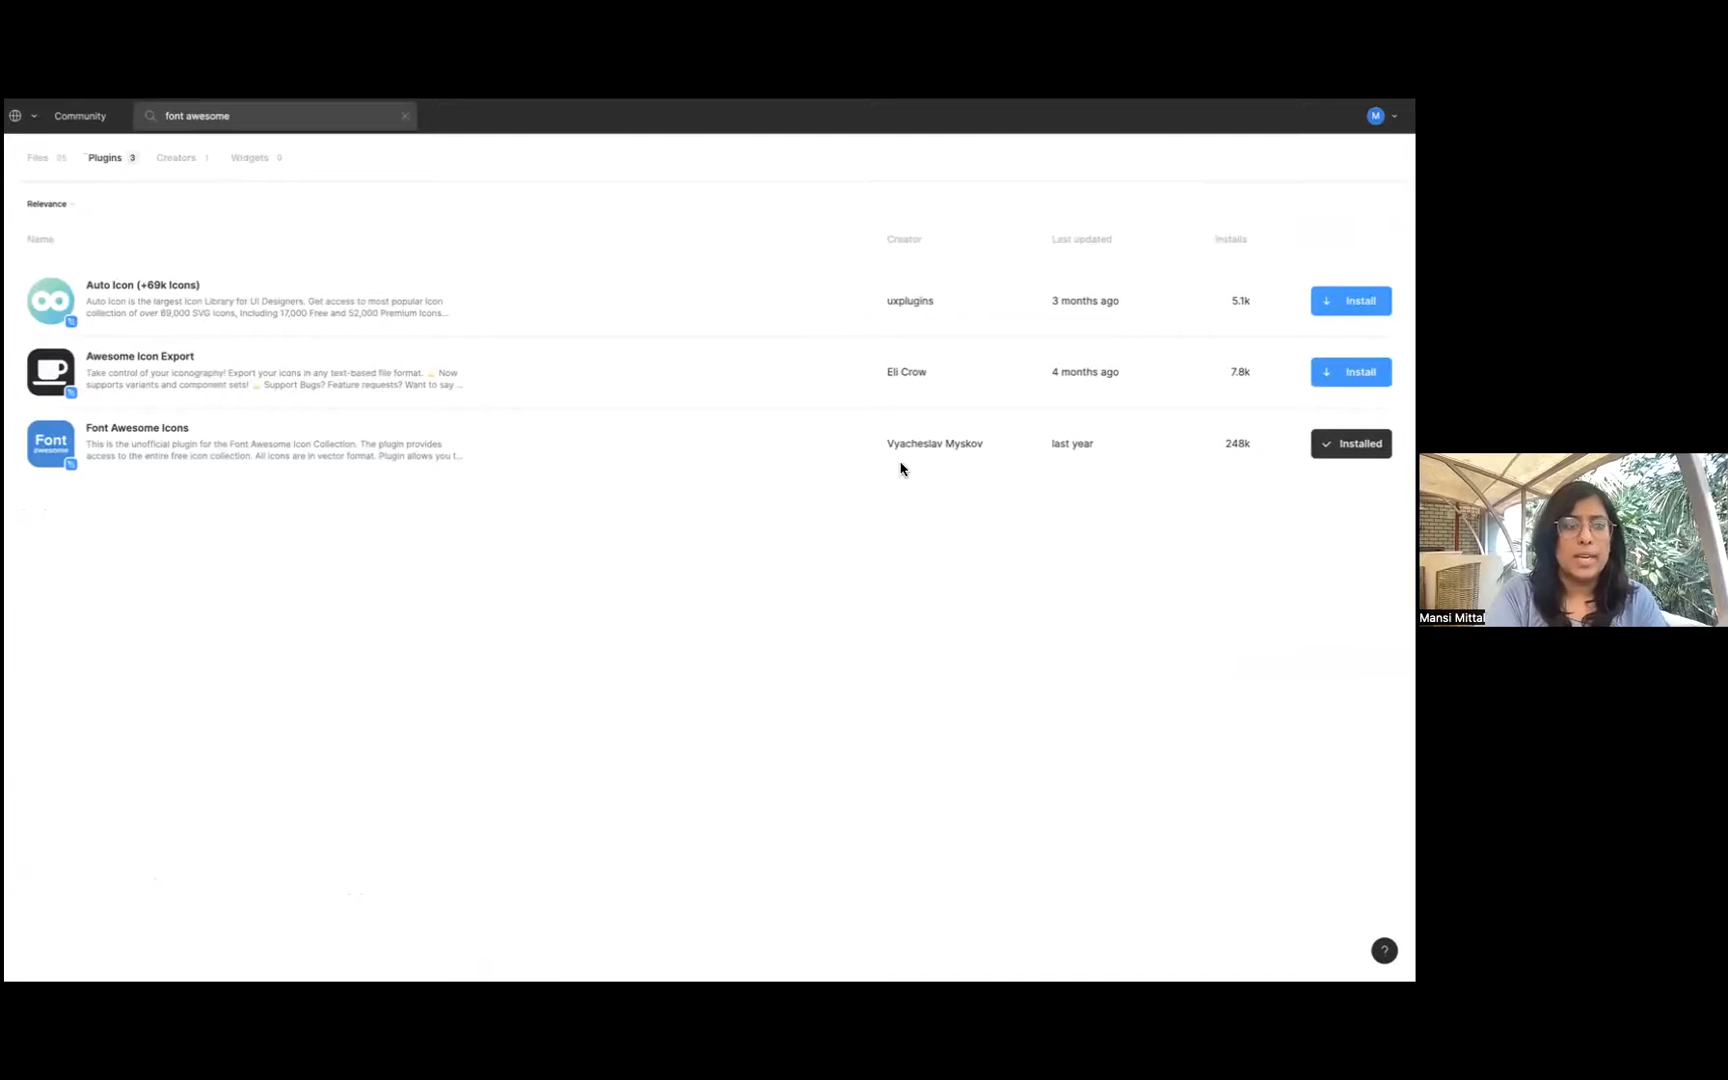 Community
font awesome
M
Files 95
Plugins 3
Creators 1
Widgets 0
Relevance
Name
Creator
Last updated
Installs
Auto Icon (+69k Icons)
Auto Icon is the largest Icon Library for UI Designers. Get access to most popular Icon
collection of over 69,000 SVG Icons, Including 17,000 Free and 52,000 Premium Icons...
uxplugins
3 months ago
5.1k
Install
Awesome Icon Export
Take control of your iconography! Export your icons in any text-based file format. Now
supports variants and component sets! Support Bugs? Feature requests? Want to say ...
Eli Crow
4 months ago
7.8k
Install
Font
awesome
Font Awesome Icons
This is the unofficial plugin for the Font Awesome Icon Collection. The plugin provides
access to the entire free icon collection. All icons are in vector format. Plugin allows you t...
Vyacheslav Myskov
last year
248k
Installed
Mansi Mittal
?